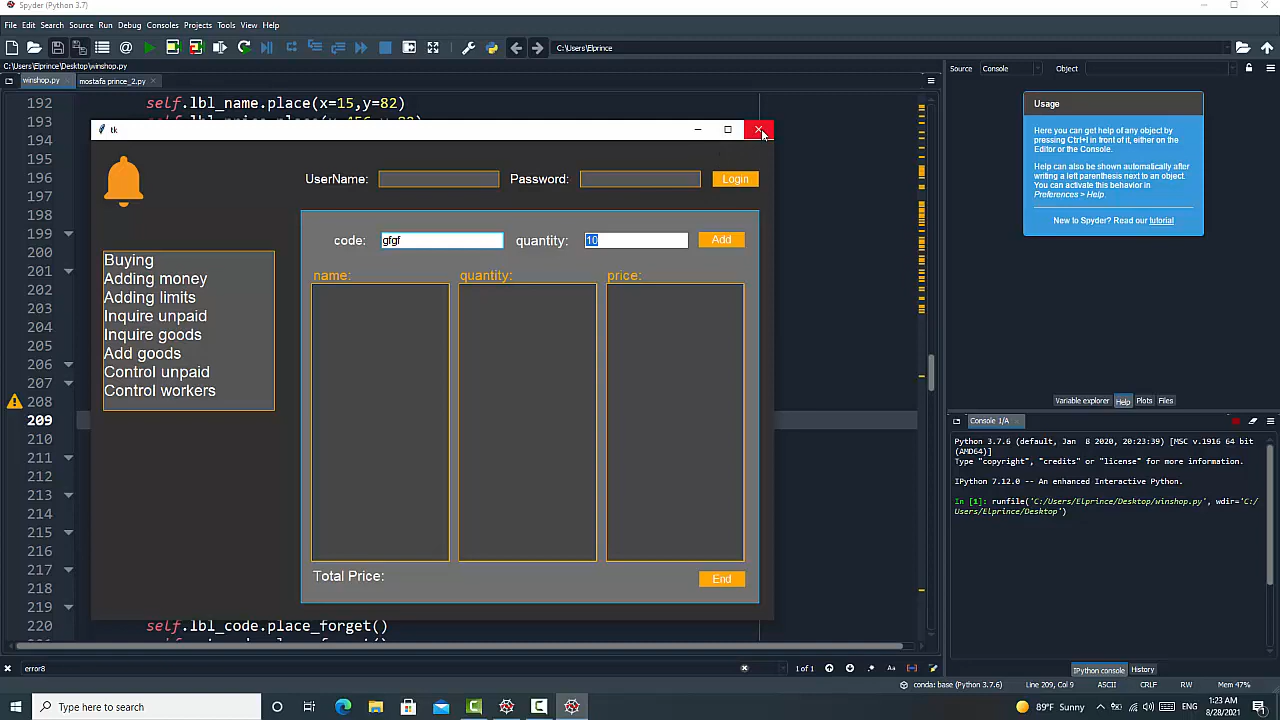 Spyder (Python 3.7)
File Edit Search Source Run Debug Consoles Projects Tools View Help
C:\Users\Elprince
C:\Users\Elprince\Desktop\winshop.py
winshop.py
mostafa prince_2.py
Source Console Object
192 self.lbl_name.place(x=15,y=82)
193
194
195
196
197
198
199
200
201
202
203
204
205
206
207
208
209
210
211
212
213
214
215
216
217
218
219
220 self.lbl_code.place_forget()
tk
UserName:
Password:
Login
code: gfgf
quantity: 10
Add
Buying
Adding money
Adding limits
Inquire unpaid
Inquire goods
Add goods
Control unpaid
Control workers
name:
quantity:
price:
Total Price:
End
Usage
Here you can get help of any object by
pressing Ctrl+I in front of it, either on the
Editor or the Console.
Help can also be shown automatically after
writing a left parenthesis next to an object.
You can activate this behavior in
Preferences > Help.
New to Spyder? Read our tutorial
Variable explorer Help Plots Files
Console 1/A
Python 3.7.6 (default, Jan 8 2020, 20:23:39) [MSC v.1916 64 bit
(AMD64)]
Type "copyright", "credits" or "license" for more information.
IPython 7.12.0 -- An enhanced Interactive Python.
In [1]: runfile('C:/Users/Elprince/Desktop/winshop.py', wdir='C:/
Users/Elprince/Desktop')
IPython console History
error8
1 of 1
Aa
conda: base (Python 3.7.6) Line 209, Col 9 ASCII CRLF RW Mem 47%
Type here to search
89°F Sunny
ENG
1:23 AM
8/28/2021